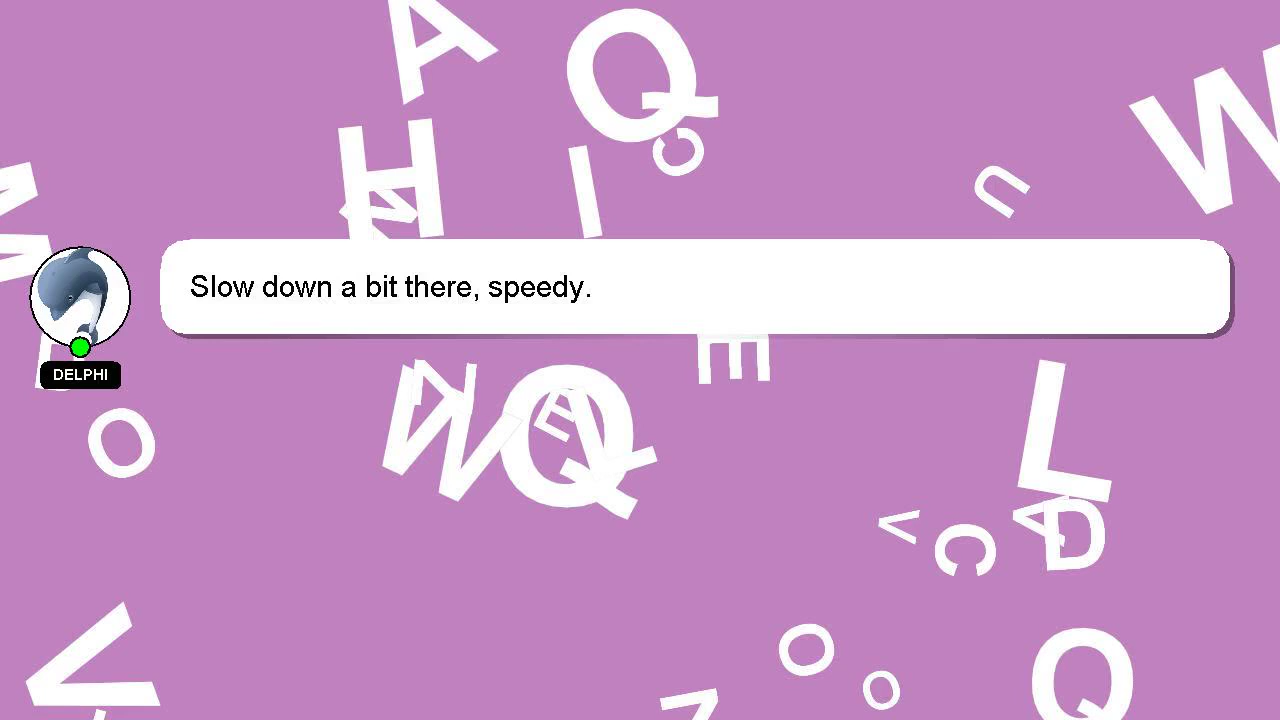 A
Q
W
H
I
C
U
Slow down a bit there, speedy.
DELPHI
E
W
Q
E
L
O
V
C
D
V
O
O
Q